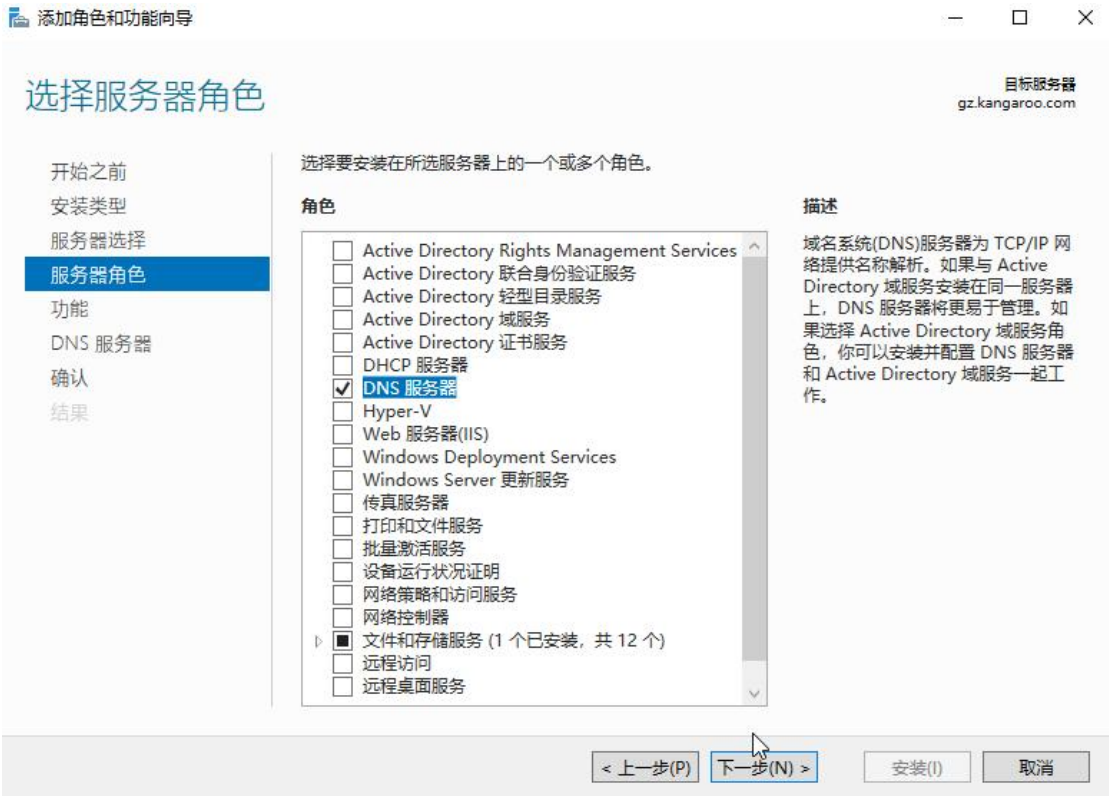 添加角色和功能向导
选择服务器角色
目标服务器
gz.kangaroo.com
开始之前
安装类型
服务器选择
服务器角色
功能
DNS 服务器
确认
结果
选择要安装在所选服务器上的一个或多个角色。
角色
Active Directory Rights Management Services
Active Directory 联合身份验证服务
Active Directory 轻型目录服务
Active Directory 域服务
Active Directory 证书服务
DHCP 服务器
DNS 服务器
Hyper-V
Web 服务器(IIS)
Windows Deployment Services
Windows Server 更新服务
传真服务器
打印和文件服务
批量激活服务
设备运行状况证明
网络策略和访问服务
网络控制器
文件和存储服务 (1 个已安装，共 12 个)
远程访问
远程桌面服务
描述
域名系统(DNS)服务器为 TCP/IP 网
络提供名称解析。如果与 Active
Directory 域服务安装在同一服务器
上，DNS 服务器将更易于管理。如
果选择 Active Directory 域服务角
色，你可以安装并配置 DNS 服务器
和 Active Directory 域服务一起工
作。
< 上一步(P)
下一步(N) >
安装(I)
取消